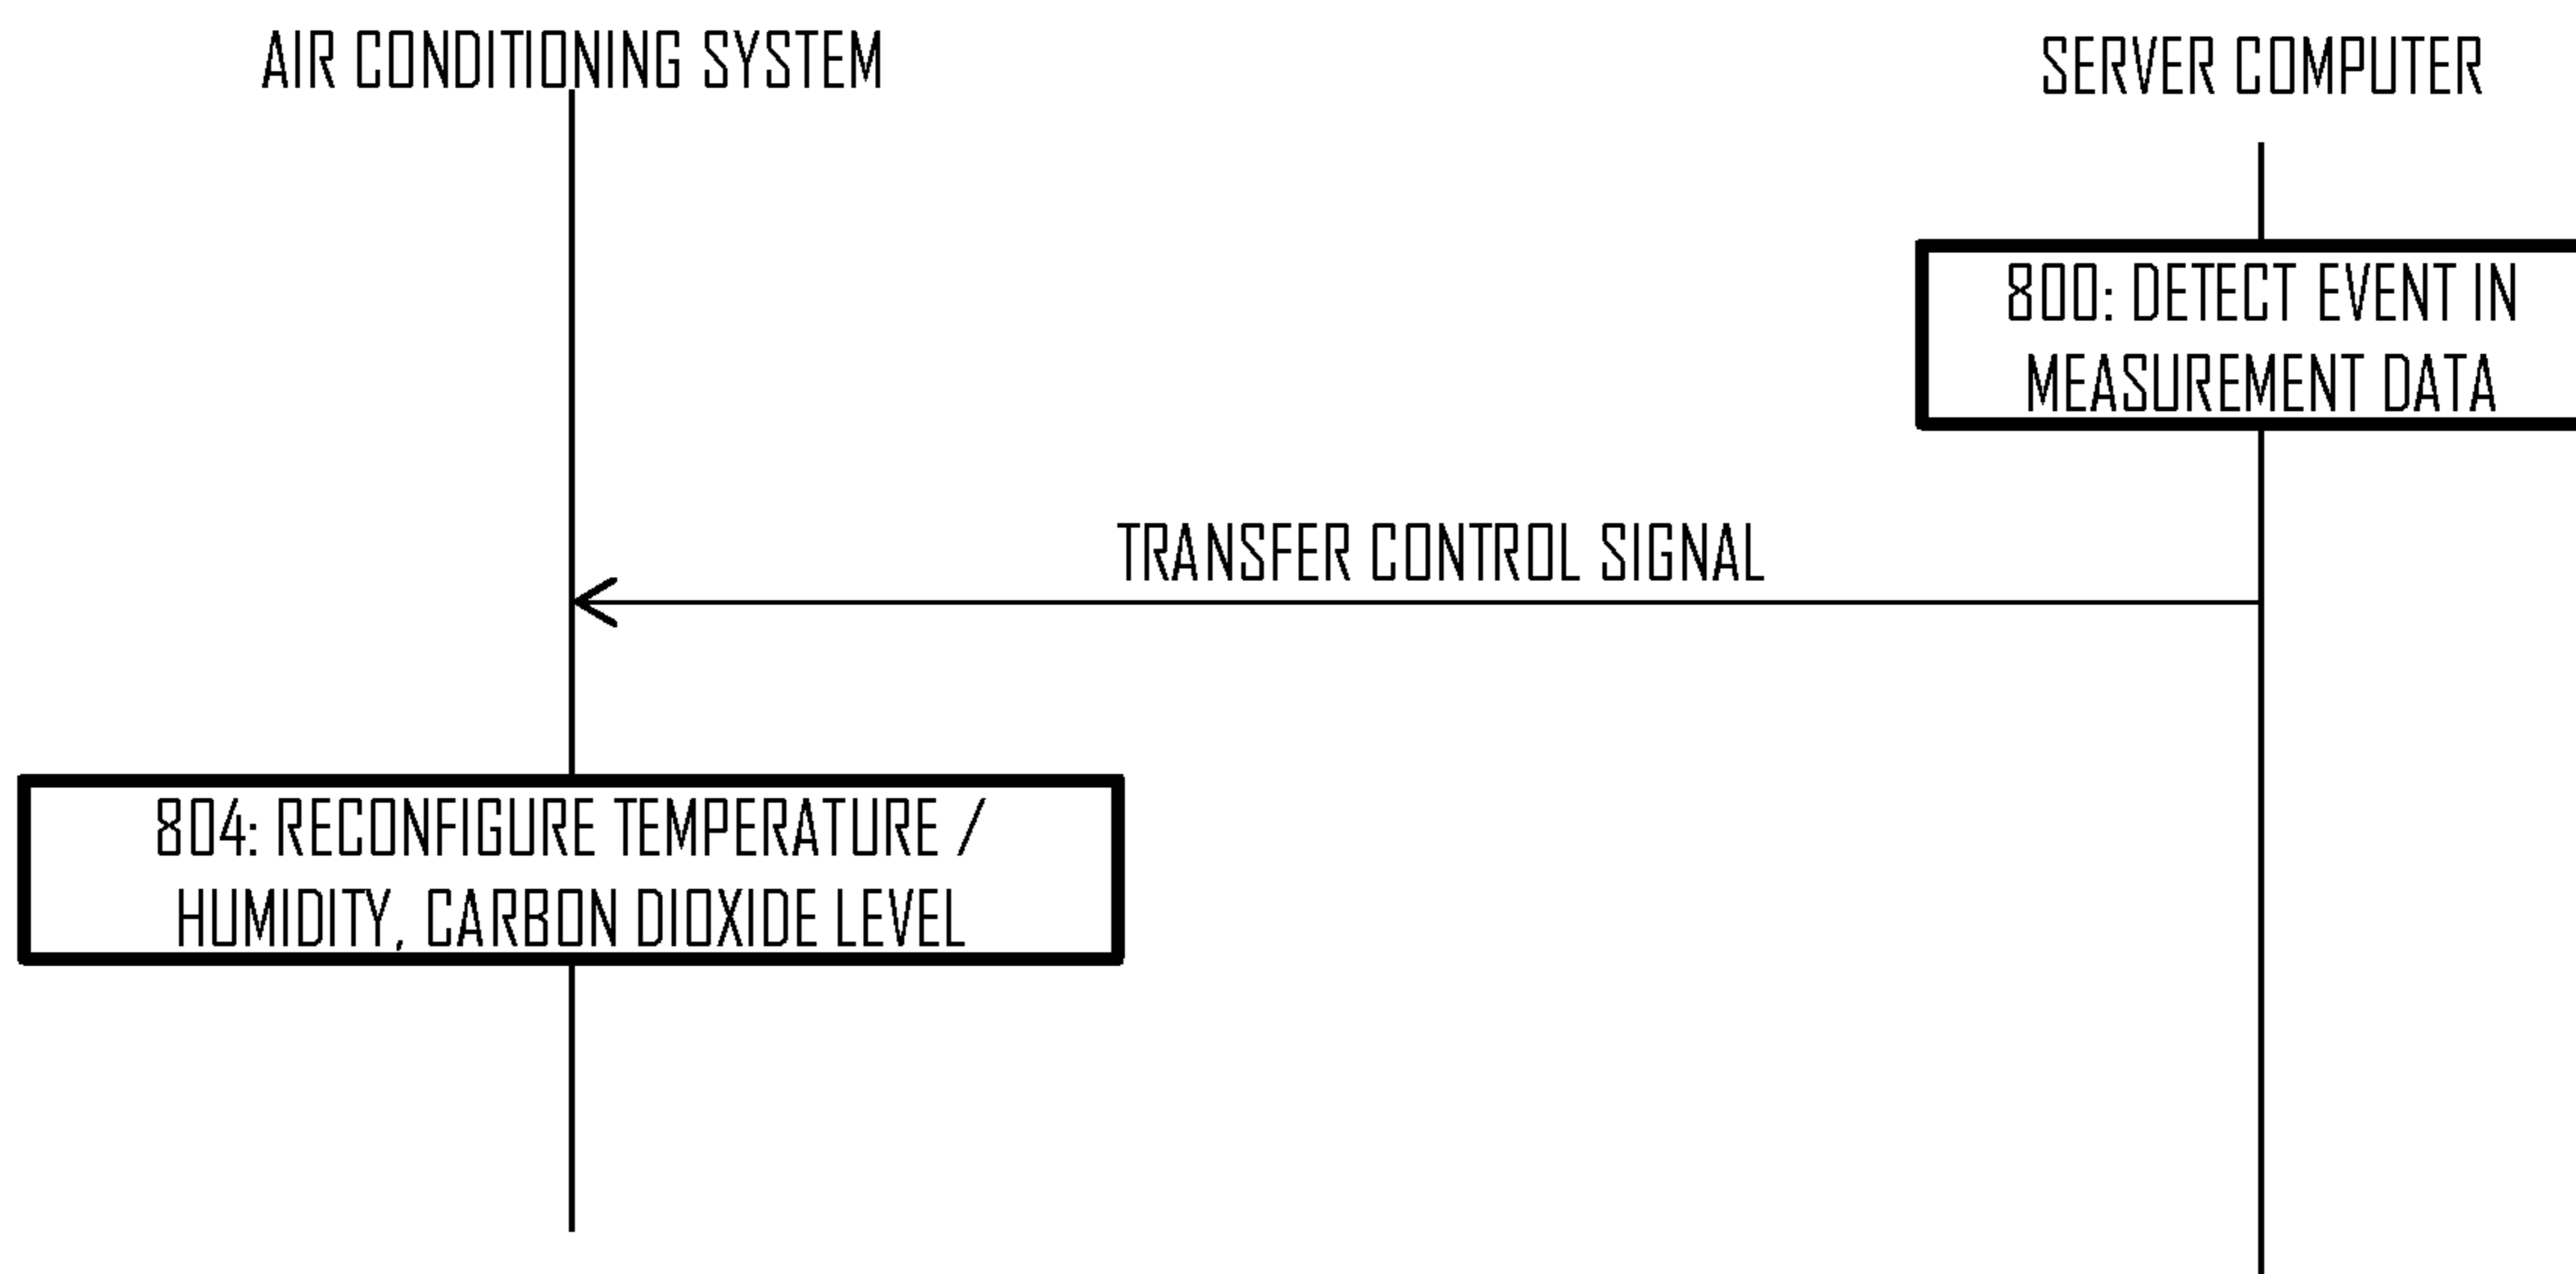 AIR CONDITIONING SYSTEM
SERVER COMPUTER
800: DETECT EVENT IN
MEASUREMENT DATA
TRANSFER CONTROL SIGNAL
804: RECONFIGURE TEMPERATURE /
HUMIDITY, CARBON DIOXIDE LEVEL